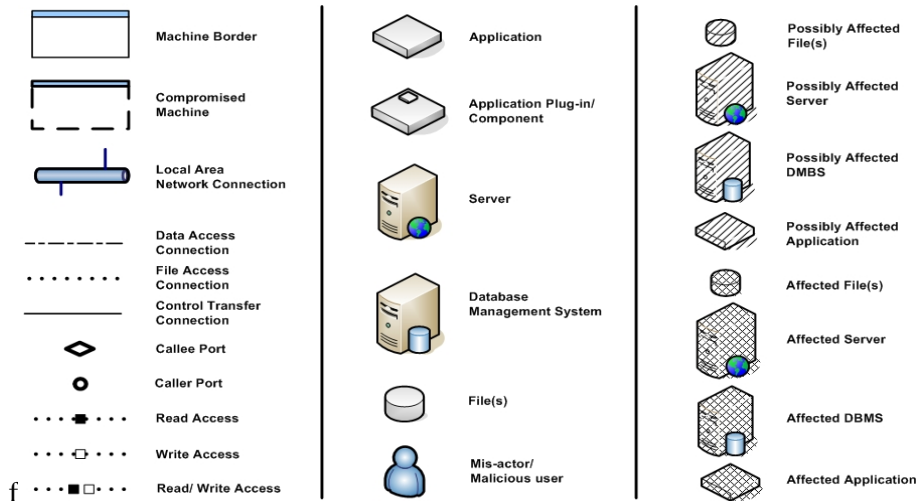 Machine Border
Compromised
Machine
Local Area
Network Connection
Data Access
Connection
File Access
Connection
Control Transfer
Connection
Callee Port
Caller Port
Read Access
Write Access
f
Read/ Write Access
Application
Application Plug-in/
Component
Server
Database
Management System
File(s)
Mis-actor/
Malicious user
Possibly Affected
File(s)
Possibly Affected
Server
Possibly Affected
DMBS
Possibly Affected
Application
Affected File(s)
Affected Server
Affected DBMS
Affected Application